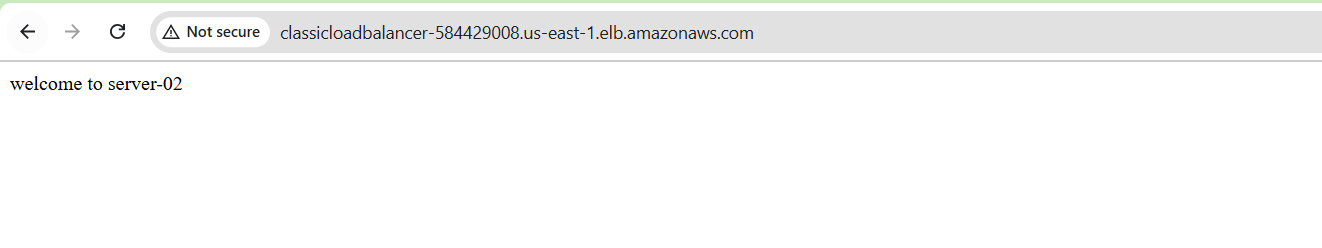 Not secure classicloadbalancer-584429008.us-east-1.elb.amazonaws.com
welcome to server-02